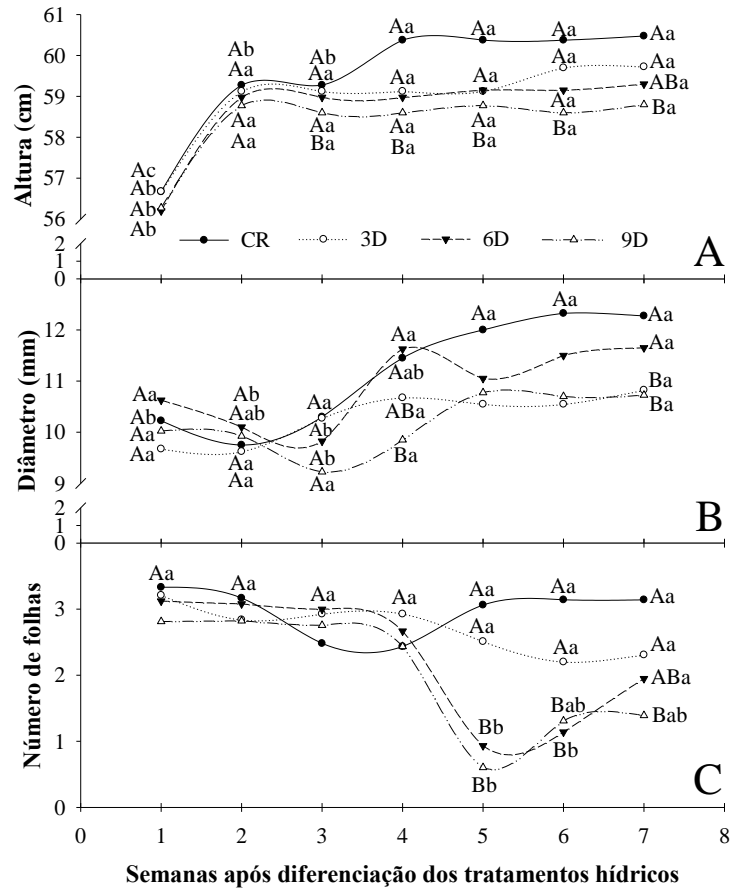 61
60
59
58
57
56
2
1
0
Altura (cm)
Ac
Ab
Ab
Ab
Ab
Aa
Aa
Aa
Ab
Aa
Aa
Ba
Aa
Aa
Aa
Ba
Aa
Aa
Aa
Ba
Aa
Aa
Aa
Ba
Aa
Aa
ABa
Ba
CR 3D 6D 9D
A
12
11
10
9
2
1
0
Diâmetro (mm)
Aa
Ab
Aa
Aa
Ab
Aab
Aa
Aa
Aa
Ab
Ab
Aa
Aa
Aab
ABa
Ba
Aa
Aa
Aa
Aa
Ba
Ba
B
3
2
1
0
Número de folhas
Aa
Aa
Aa
Aa
Aa
Aa
Bb
Bb
Aa
Aa
Bab
Bb
Aa
Aa
ABa
Bab
C
0 1 2 3 4 5 6 7 8
Semanas após diferenciação dos tratamentos hídricos